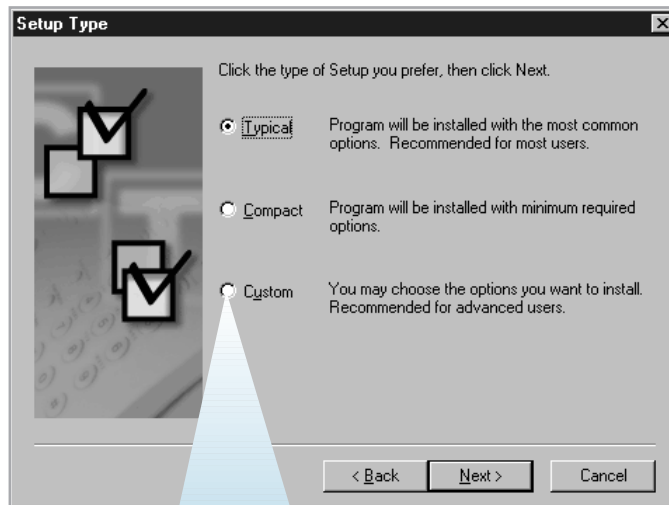 Setup Type
Click the type of Setup you prefer, then click Next.
Typical
Program will be installed with the most common
options. Recommended for most users.
Compact
Program will be installed with minimum required
options.
Custom
You may choose the options you want to install.
Recommended for advanced users.
< Back
Next >
Cancel